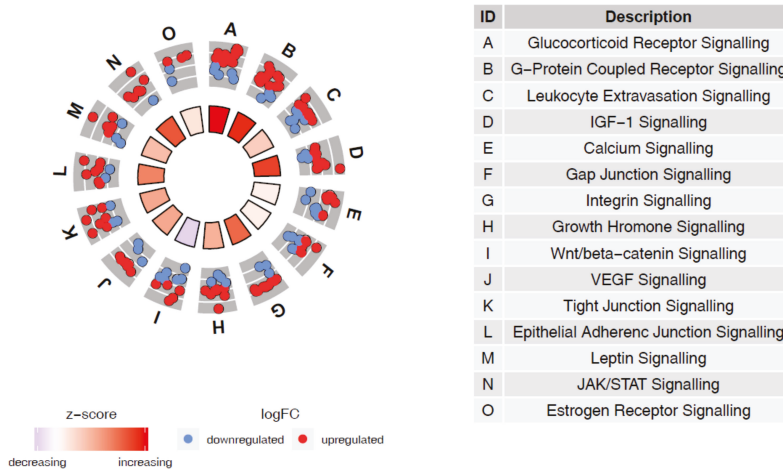 A
B
C
D
E
F
G
H
I
J
K
L
M
N
O
z-score
decreasing increasing
logFC
downregulated upregulated
ID Description
A Glucocorticoid Receptor Signalling
B G-Protein Coupled Receptor Signalling
C Leukocyte Extravasation Signalling
D IGF-1 Signalling
E Calcium Signalling
F Gap Junction Signalling
G Integrin Signalling
H Growth Hromone Signalling
I Wnt/beta-catenin Signalling
J VEGF Signalling
K Tight Junction Signalling
L Epithelial Adherenc Junction Signalling
M Leptin Signalling
N JAK/STAT Signalling
O Estrogen Receptor Signalling